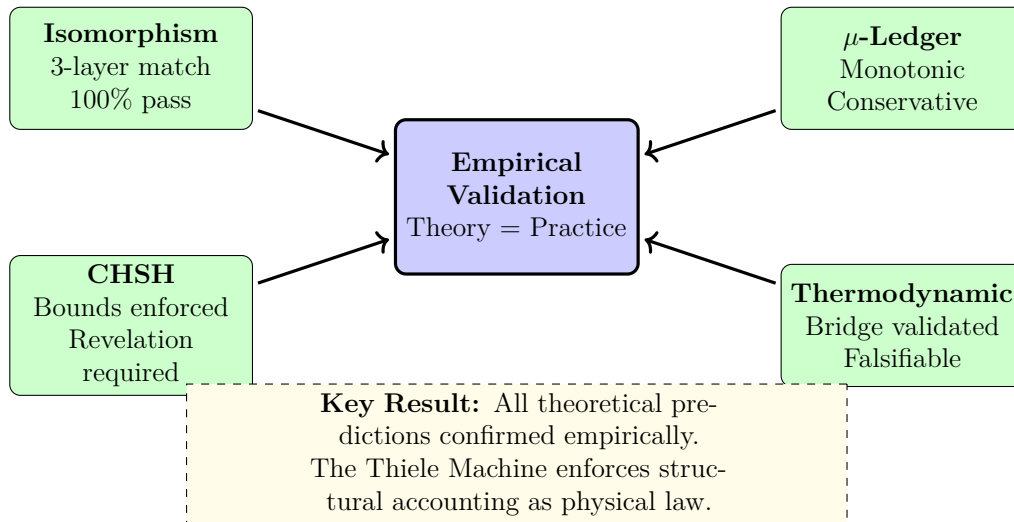 Isomorphism
3-layer match
100% pass
μ-Ledger
Monotonic
Conservative
Empirical
Validation
Theory = Practice
CHSH
Bounds enforced
Revelation
required
Thermodynamic
Bridge validated
Falsifiable
Key Result: All theoretical pre-
dictions confirmed empirically.
The Thiele Machine enforces struc-
tural accounting as physical law.